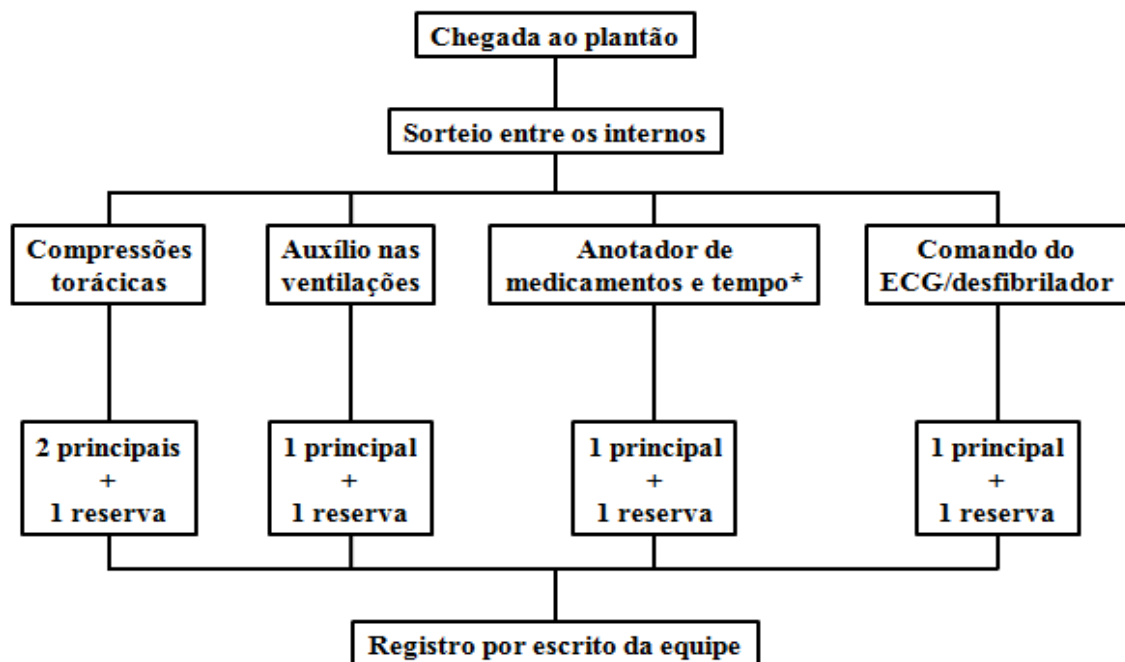 Chegada ao plantão
Sorteio entre os internos
Compressões
torácicas
Auxílio nas
ventilações
Anotador de
medicamentos e tempo*
Comando do
ECG/desfibrilador
2 principais
+
1 reserva
1 principal
+
1 reserva
1 principal
+
1 reserva
1 principal
+
1 reserva
Registro por escrito da equipe